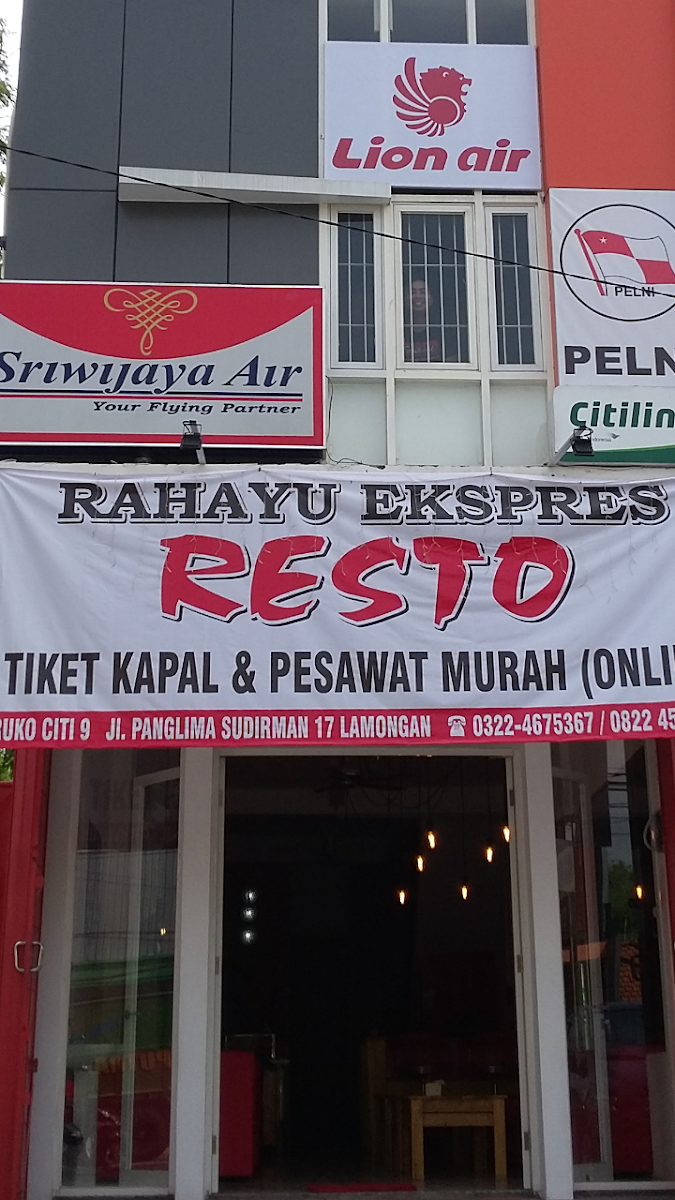 Lion air
PELNI
PELN
Sriwijaya Air
Your Flying Partner
Citilin
RAHAYU EKSPRES
RESTO
TIKET KAPAL & PESAWAT MURAH (ONLI
RUKO CITI 9 Jl. PANGLIMA SUDIRMAN 17 LAMONGAN ☎ 0322-4675367 / 0822 45